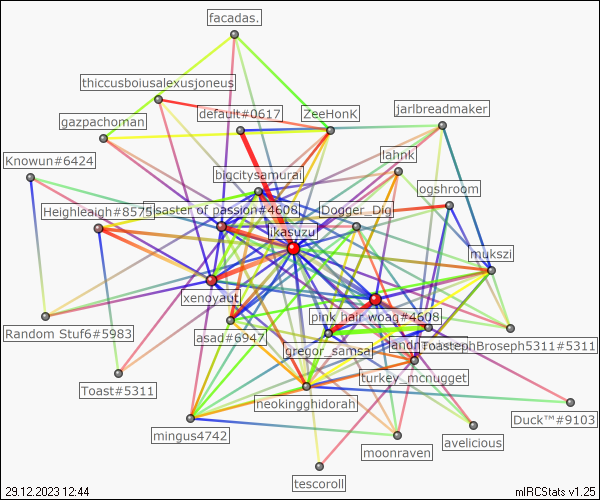 facadas.
thiccusboiusalexusjoneus
default#0617
ZeeHonK
jarlbreadmaker
gazpachoman
lahnk
Knowun#6424
bigcitysamurai
ogshroom
Heighleaigh#8575
master of passion#4608
Dogger_Dig
ikasuzu
mukszi
xenoyaut
pink hair woag#4608
Random Stuf6#5983
asad#6947
gregor_samsa
ToastephBroseph5311#5311
Toast#5311
turkey_mcnugget
neokingghidorah
Duck™#9103
mingus4742
avelicious
moonraven
tescoroll
29.12.2023 12:44
mIRCStats v1.25